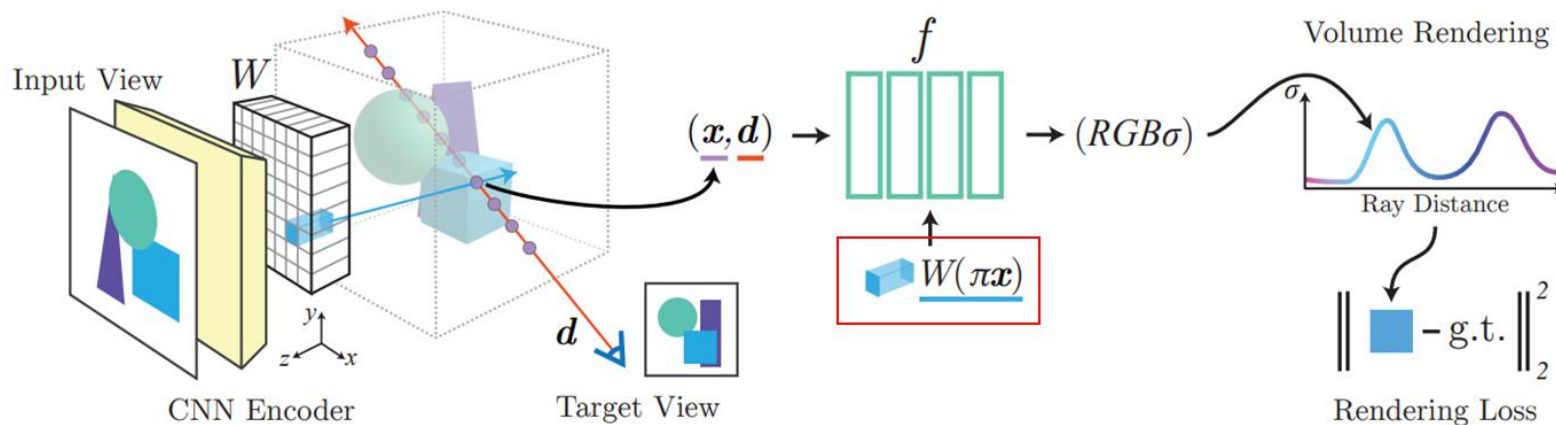 Input View
W
CNN Encoder
y
z
x
d
Target View
(x, d)
f
W(πx)
(RGBσ)
Volume Rendering
σ
Ray Distance
‖ – g.t. ‖ 2 2
Rendering Loss